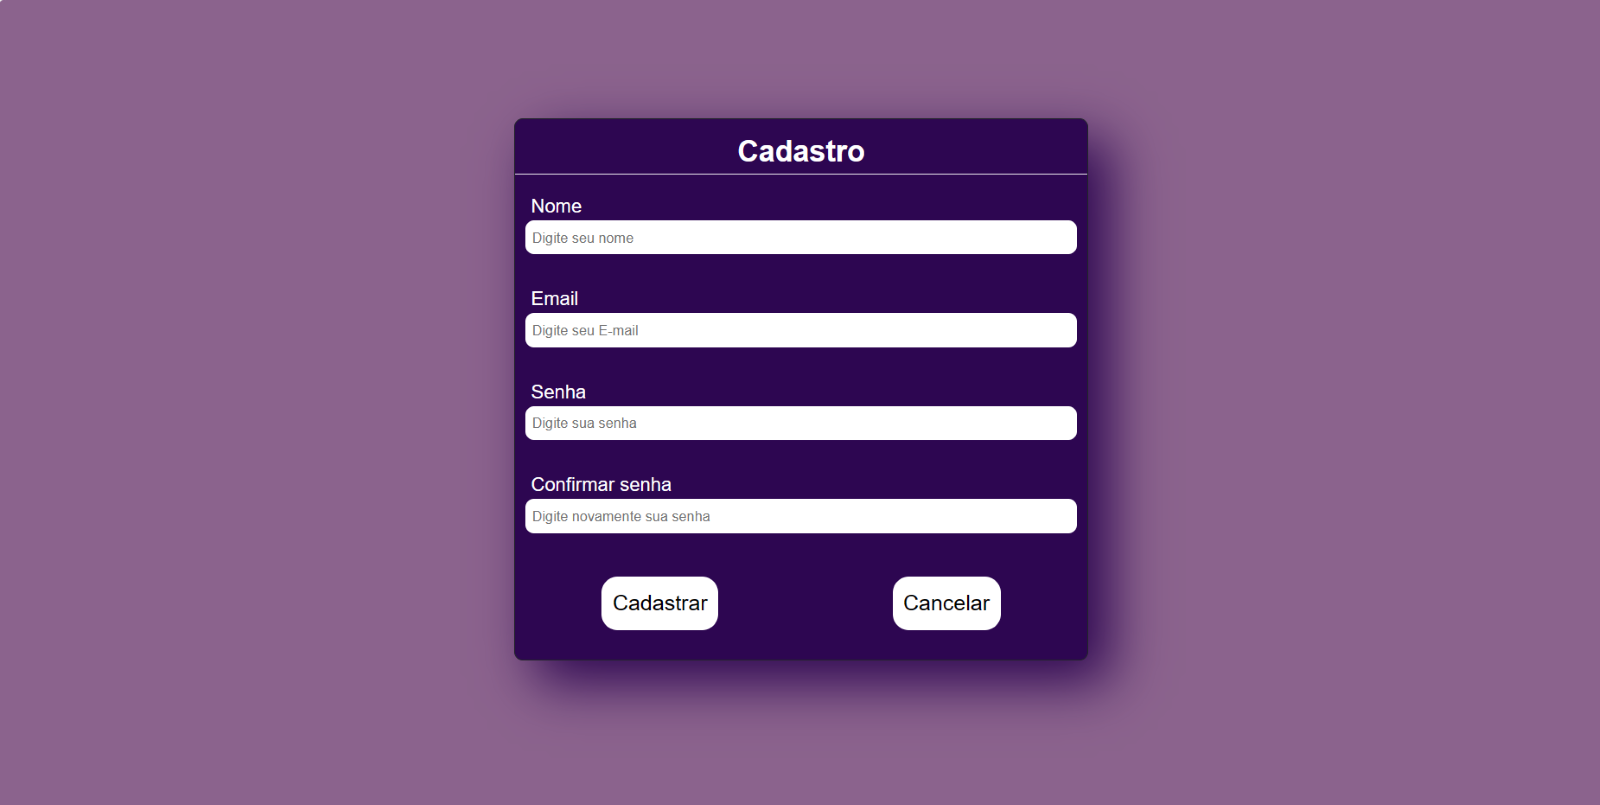 Cadastro
Nome
Digite seu nome
Email
Digite seu E-mail
Senha
Digite sua senha
Confirmar senha
Digite novamente sua senha
Cadastrar Cancelar